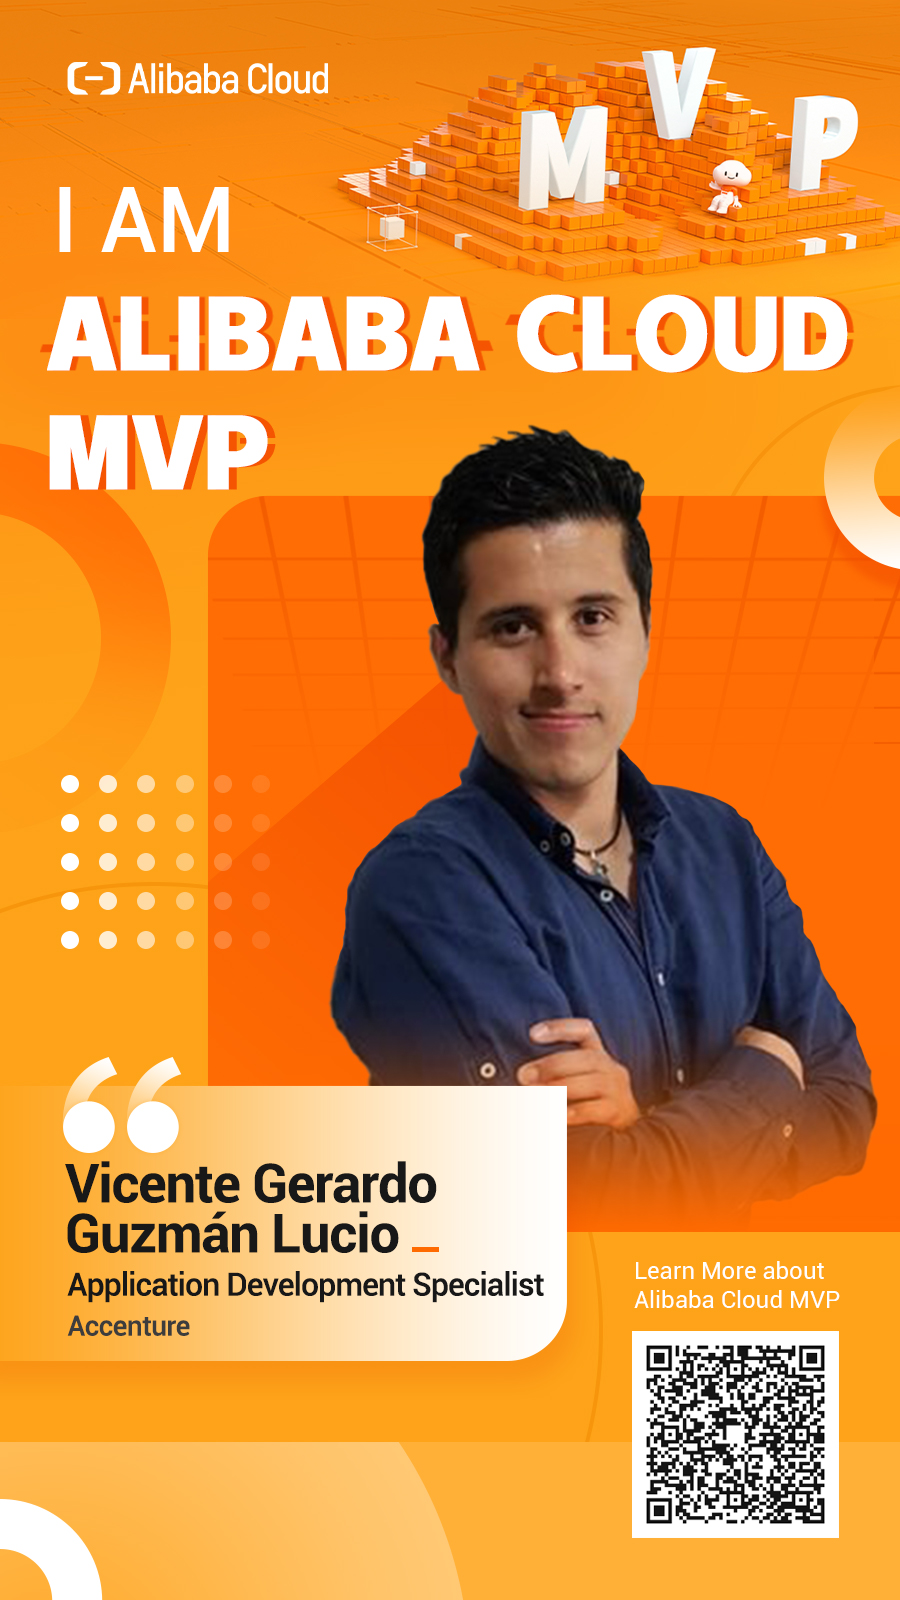 Alibaba Cloud
M V P
I AM
ALIBABA CLOUD
MVP
Vicente Gerardo
Guzmán Lucio
Application Development Specialist
Accenture
Learn More about
Alibaba Cloud MVP